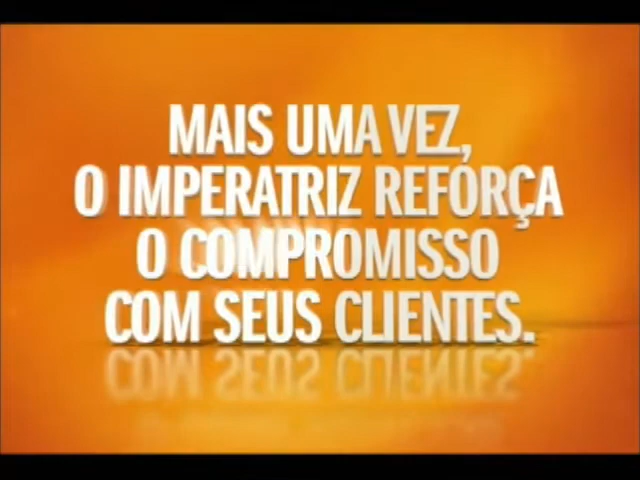 MAIS UMA VEZ,
O IMPERATRIZ REFORÇA
O COMPROMISSO
COM SEUS CLIENTES.